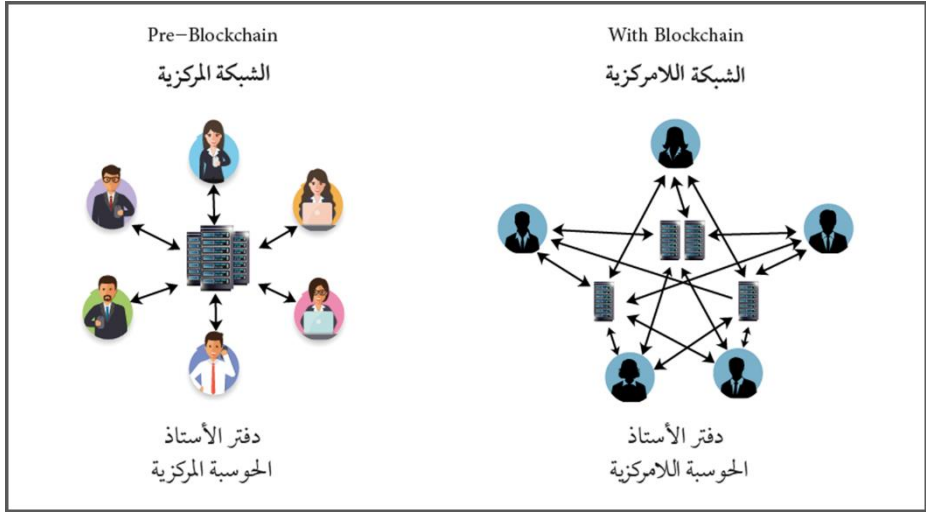 Pre-Blockchain
الشبكة المركزية
دفتر الأستاذ
الحوسبة المركزية
With Blockchain
الشبكة اللامركزية
دفتر الأستاذ
الحوسبة اللامركزية